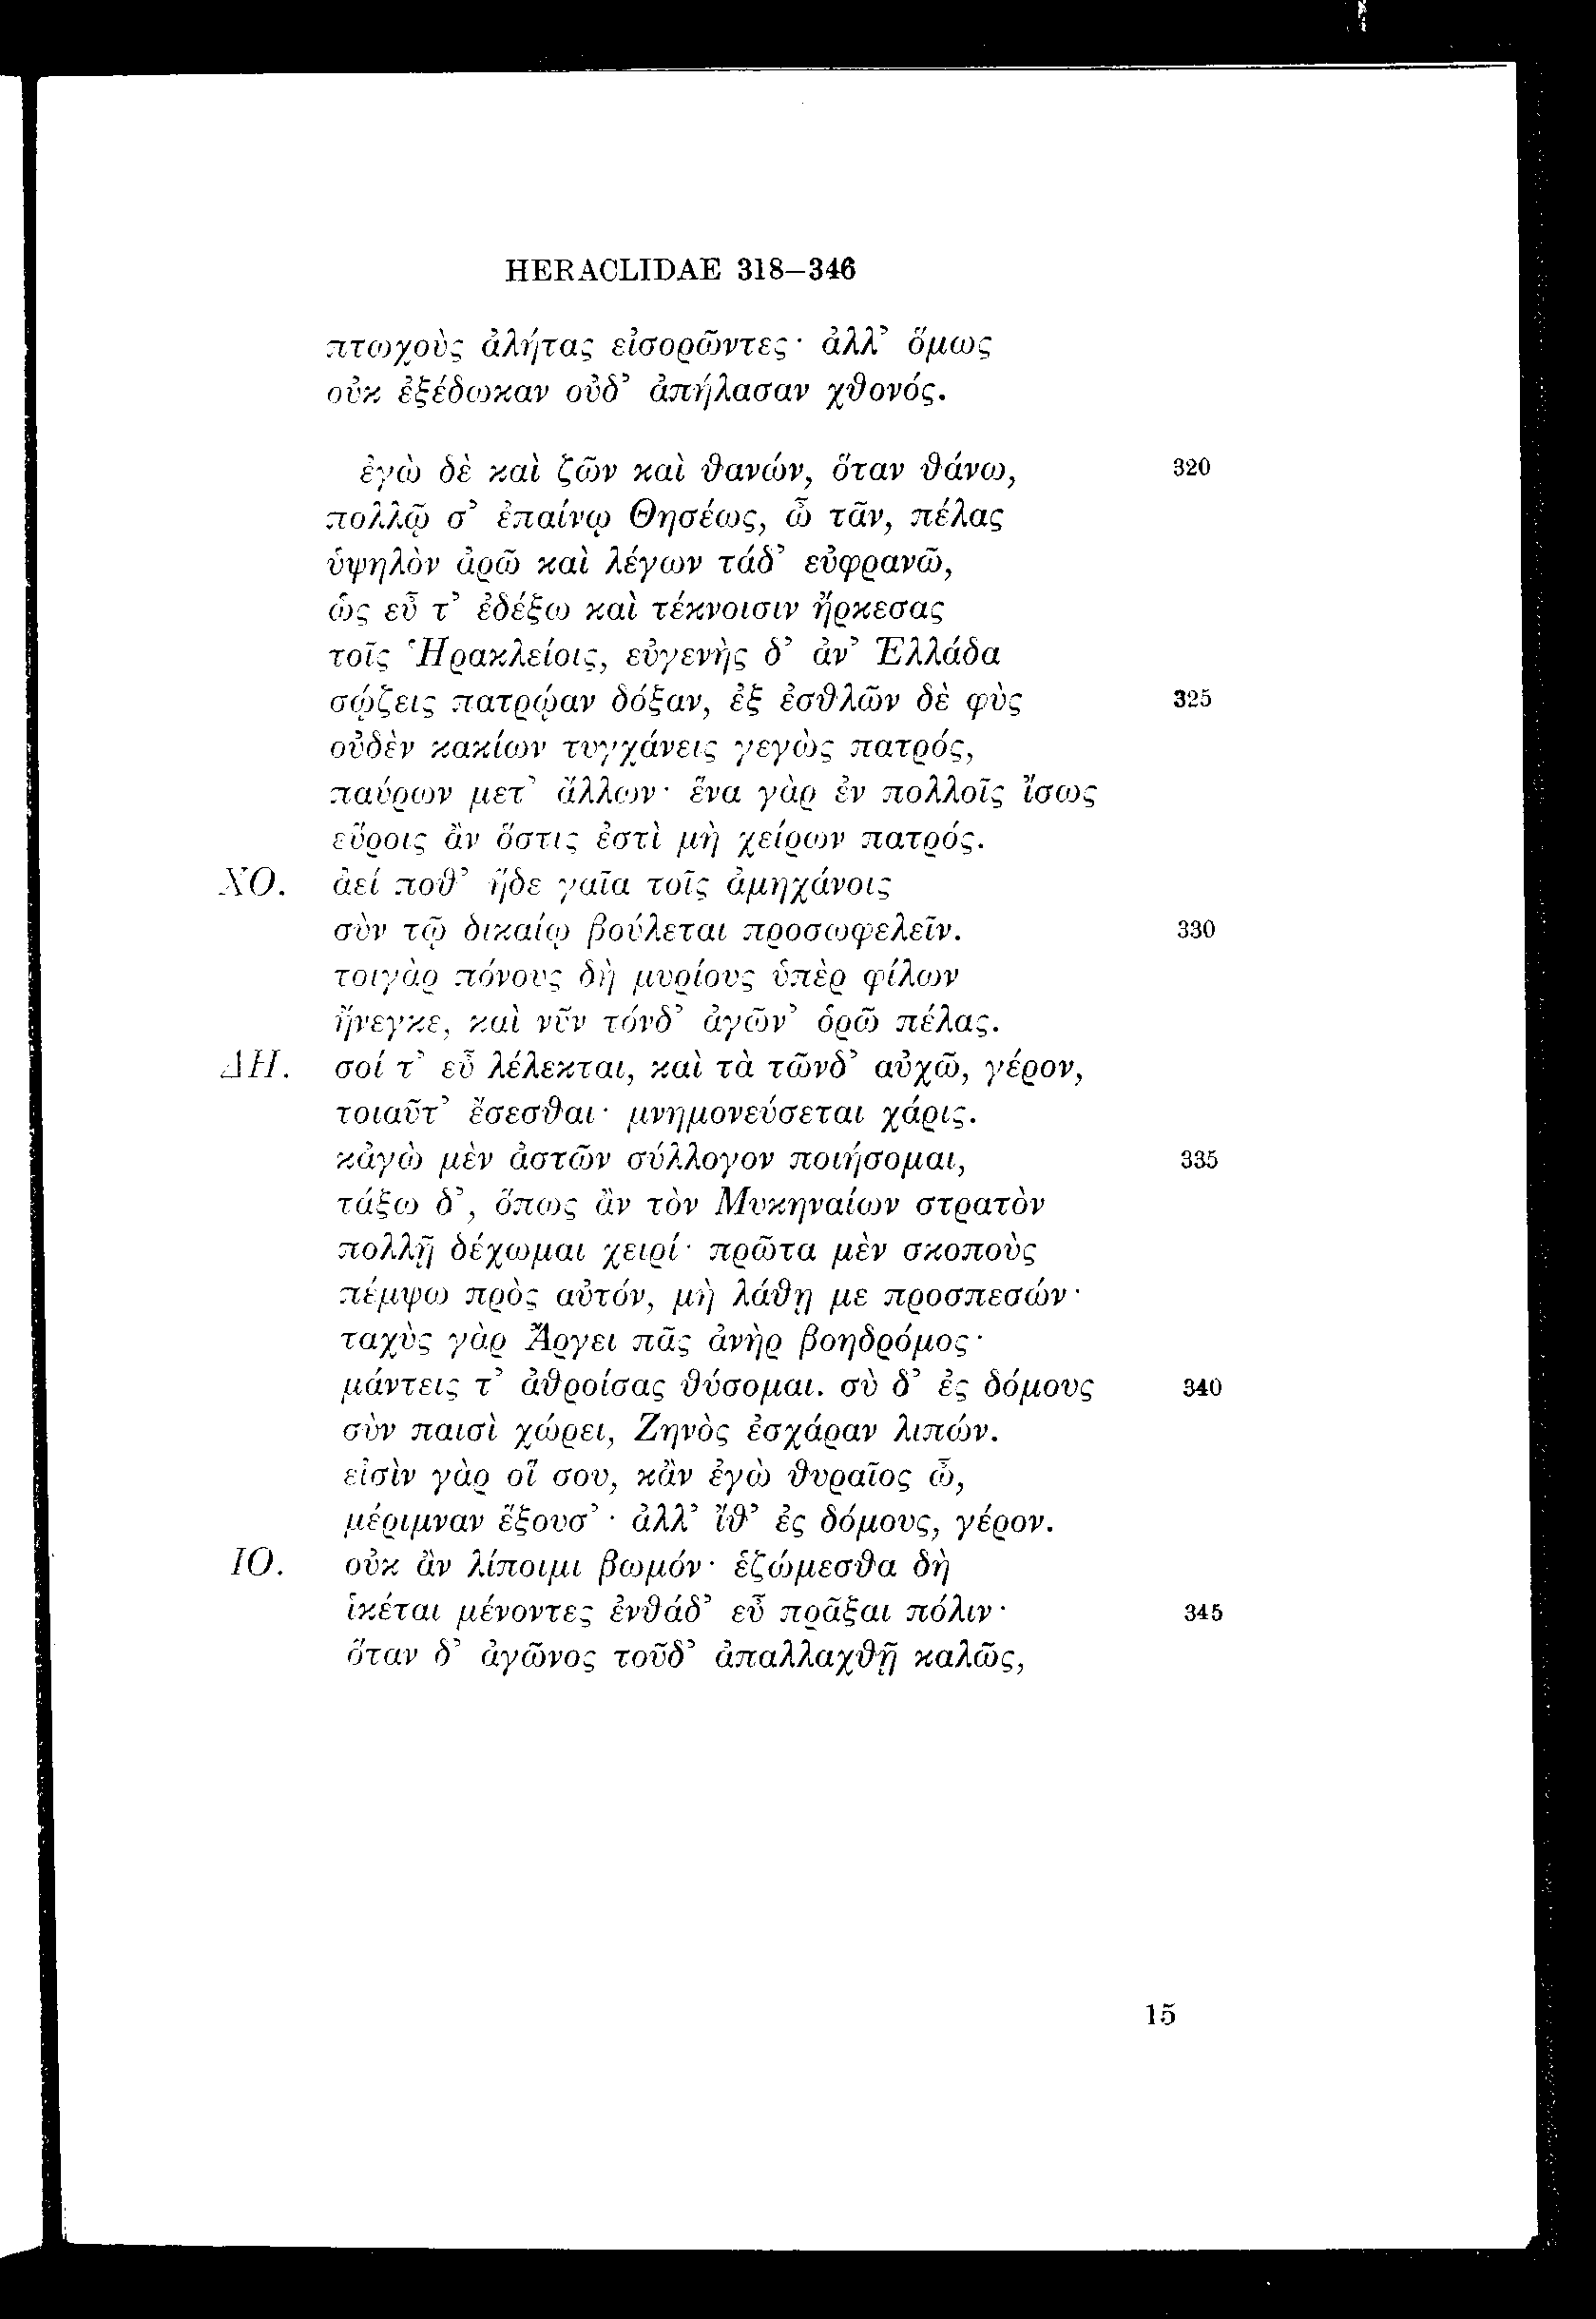 HERACLIDAE 318–346
πτωχοὺς ἀλήτας εἰσορῶντες· ἀλλ’ ὅμως
οὐκ ἐξέδωκαν οὐδ’ ἀπήλασαν χθονός.
ἐγὼ δὲ καὶ ζῶν καὶ θανών, ὅταν θάνω, 320
πολλῷ σ’ ἐπαίνῳ Θησέως, ὦ τᾶν, πέλας
ὑψηλὸν ἀρῶ καὶ λέγων τάδ’ εὐφρανῶ,
ὡς εὖ τ’ ἐδέξω καὶ τέκνοισιν ἤρκεσας
τοῖς Ἡρακλείοις, εὐγενὴς δ’ ἀν’ Ἑλλάδα
σῴζεις πατρῴαν δόξαν, ἐξ ἐσθλῶν δὲ φὺς 325
οὐδὲν κακίων τυγχάνεις γεγὼς πατρός,
παύρων μετ’ ἄλλων· ἕνα γὰρ ἐν πολλοῖς ἴσως
εὕροις ἂν ὅστις ἐστὶ μὴ χείρων πατρός.
ΧΟ. ἀεί ποθ’ ἥδε γαῖα τοῖς ἀμηχάνοις
σὺν τῷ δικαίῳ βούλεται προσωφελεῖν. 330
τοιγὰρ πόνους δὴ μυρίους ὑπὲρ φίλων
ἤνεγκε, καὶ νῦν τόνδ’ ἀγῶν’ ὁρῶ πέλας.
ΔΗ. σοί τ’ εὖ λέλεκται, καὶ τὰ τῶνδ’ αὐχῶ, γέρον,
τοιαῦτ’ ἔσεσθαι· μνημονεύσεται χάρις.
κἀγὼ μὲν ἀστῶν σύλλογον ποιήσομαι, 335
τάξω δ’, ὅπως ἂν τὸν Μυκηναίων στρατὸν
πολλῇ δέχωμαι χειρί· πρῶτα μὲν σκοποὺς
πέμψω πρὸς αὐτόν, μὴ λάθῃ με προσπεσών·
ταχὺς γὰρ Ἄργει πᾶς ἀνὴρ βοηδρόμος·
μάντεις τ’ ἀθροίσας θύσομαι. σὺ δ’ ἐς δόμους 340
σὺν παισὶ χώρει, Ζηνὸς ἐσχάραν λιπών.
εἰσὶν γὰρ οἵ σου, κἂν ἐγὼ θυραῖος ὦ,
μέριμναν ἕξουσ’· ἀλλ’ ἴθ’ ἐς δόμους, γέρον.
ΙΟ. οὐκ ἂν λίποιμι βωμόν· ἑζώμεσθα δὴ
ἱκέται μένοντες ἐνθάδ’ εὖ πρᾶξαι πόλιν· 345
ὅταν δ’ ἀγῶνος τοῦδ’ ἀπαλλαχθῇ καλῶς,
15